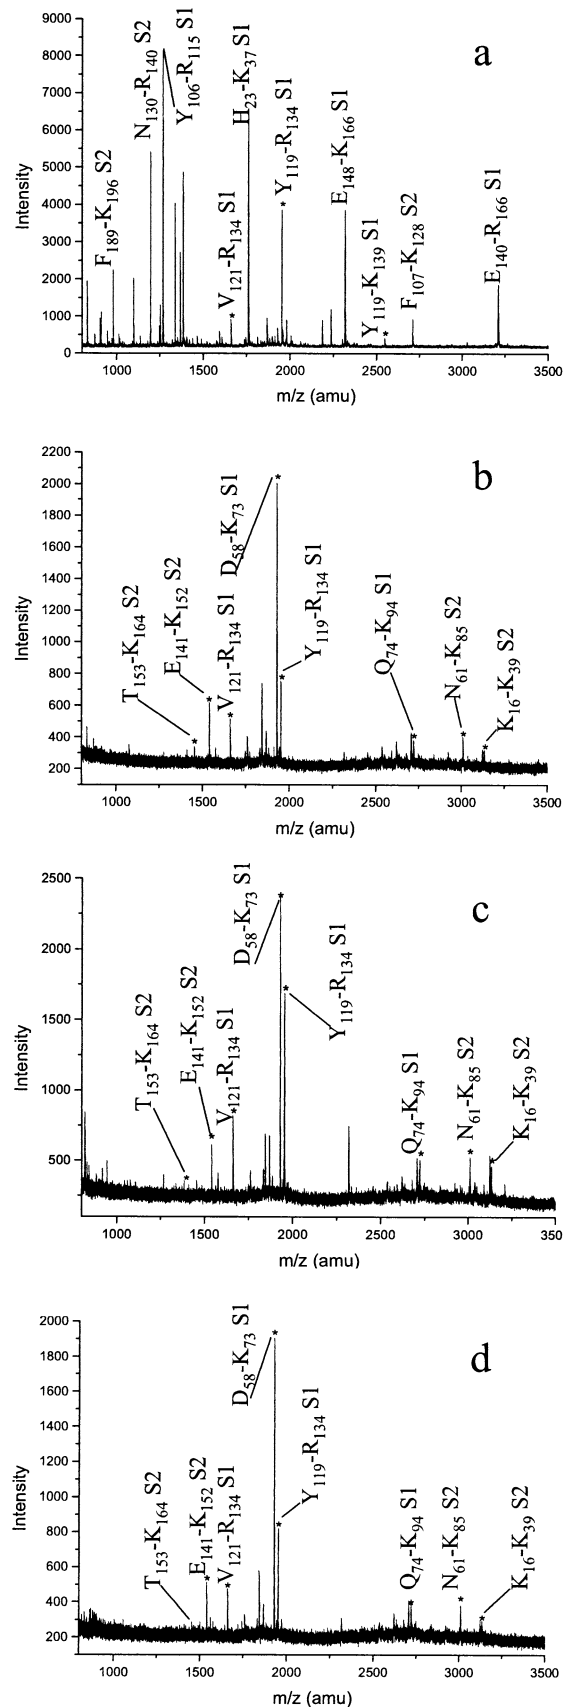 a
9000
8000
7000
6000
5000
4000
3000
2000
1000
0
Intensity
F189-K196 S2
N130-R140 S2
Y106-R115 S1
V121-R134 S1
H23-K37 S1
Y119-R134 S1
E148-K166 S1
Y119-K139 S1
F107-K128 S2
E140-R166 S1
*
*
*
1000 1500 2000 2500 3000 3500
m/z (amu)
b
2200
2000
1800
1600
1400
1200
1000
800
600
400
200
Intensity
T153-K164 S2
E141-K152 S2
V121-R134 S1
D58-K73 S1
Y119-R134 S1
Q74-K94 S1
N61-K85 S2
K16-K39 S2
*
*
*
*
*
*
*
*
1000 1500 2000 2500 3000 3500
m/z (amu)
c
2500
2000
1500
1000
500
Intensity
T153-K164 S2
E141-K152 S2
V121-R134 S1
D58-K73 S1
Y119-R134 S1
Q74-K94 S1
N61-K85 S2
K16-K39 S2
*
*
*
*
*
*
*
*
1000 1500 2000 2500 3000 350
m/z (amu)
d
2000
1800
1600
1400
1200
1000
800
600
400
200
Intensity
T153-K164 S2
E141-K152 S2
V121-R134 S1
D58-K73 S1
Y119-R134 S1
Q74-K94 S1
N61-K85 S2
K16-K39 S2
*
*
*
*
*
*
*
1000 1500 2000 2500 3000 3500
m/z (amu)